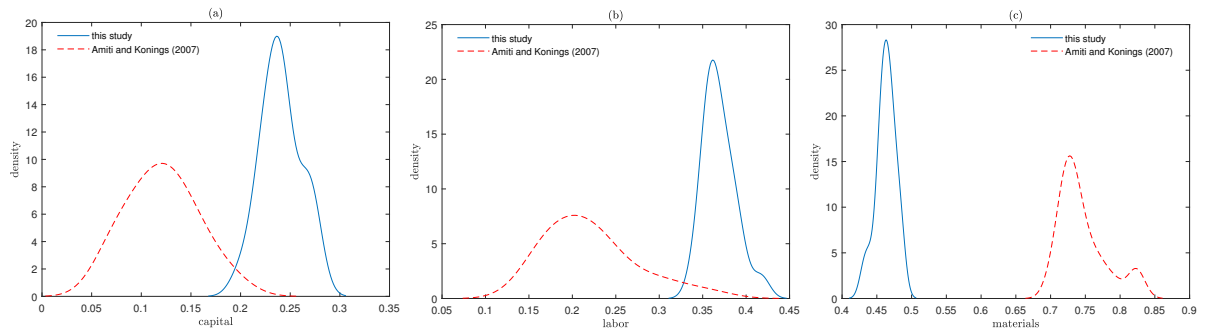 (a)
20
18
16
14
12
10
8
6
4
2
0
density
this study
Amiti and Konings (2007)
0 0.05 0.1 0.15 0.2 0.25 0.3 0.35
capital
(b)
25
20
15
10
5
0
density
this study
Amiti and Konings (2007)
0.05 0.1 0.15 0.2 0.25 0.3 0.35 0.4 0.45
labor
(c)
30
25
20
15
10
5
0
density
this study
Amiti and Konings (2007)
0.4 0.45 0.5 0.55 0.6 0.65 0.7 0.75 0.8 0.85 0.9
materials